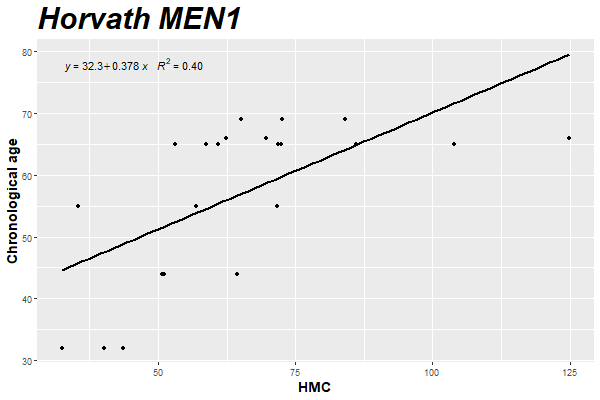 Horvath MEN1
y = 32.3+0.378 x R² = 0.40
80
70
60
50
40
30
Chronological age
50
75
100
125
HMC